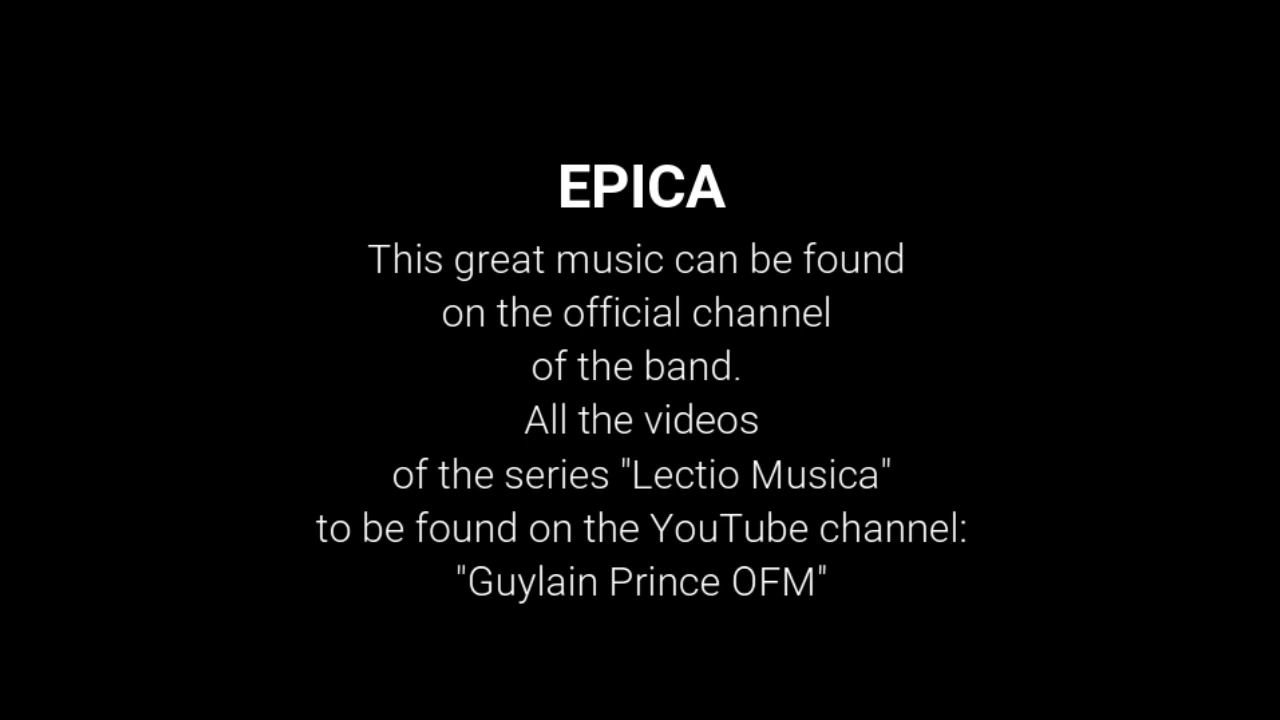 EPICA
This great music can be found
on the official channel
of the band.
All the videos
of the series "Lectio Musica"
to be found on the YouTube channel:
"Guylain Prince OFM"